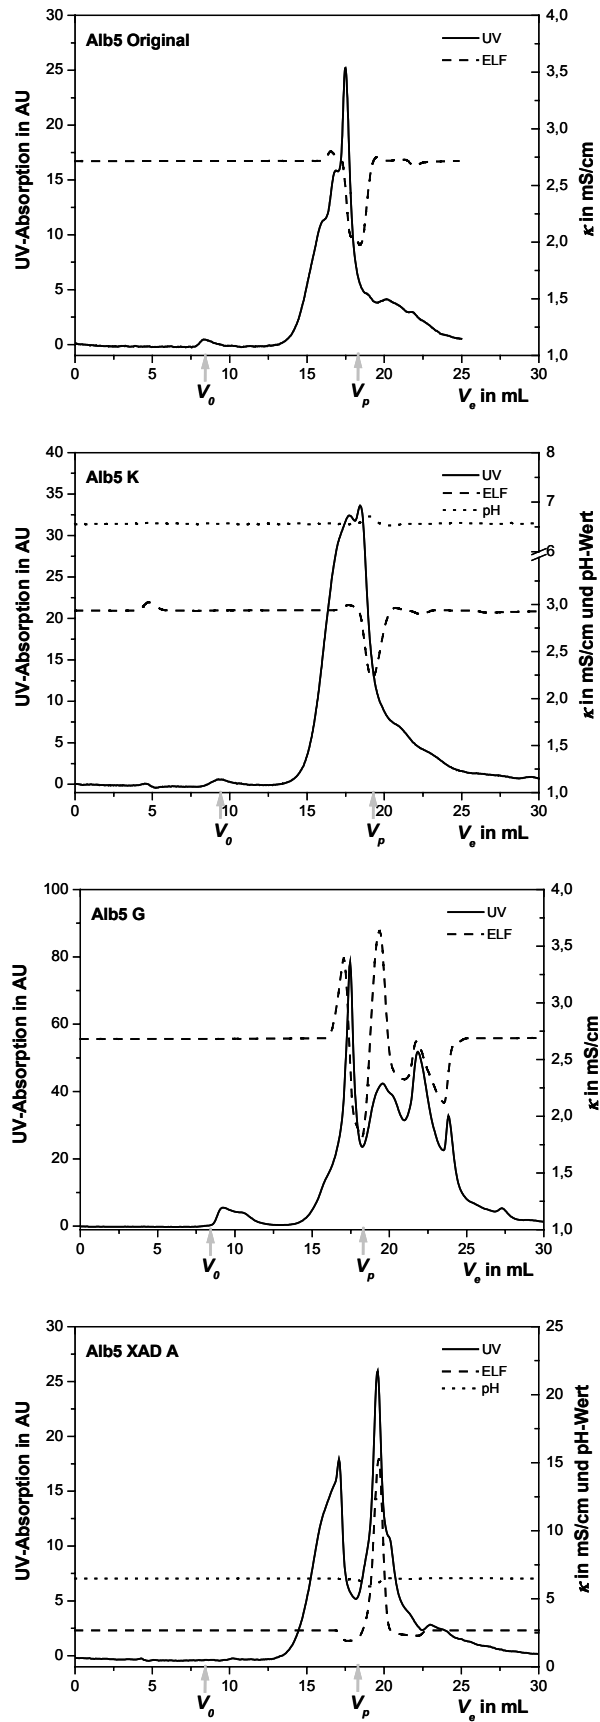 Alb5 Original
UV
ELF
30
25
20
15
10
5
0
UV-Absorption in AU
4,0
3,5
3,0
2,5
2,0
1,5
1,0
κ in mS/cm
0 5 10 15 20 25 30
V0 Vp Ve in mL
Alb5 K
UV
ELF
pH
40
35
30
25
20
15
10
5
0
UV-Absorption in AU
8
7
6
3,0
2,5
2,0
1,5
1,0
κ in mS/cm und pH-Wert
0 5 10 15 20 25 30
V0 Vp Ve in mL
Alb5 G
UV
ELF
100
80
60
40
20
0
UV-Absorption in AU
4,0
3,5
3,0
2,5
2,0
1,5
1,0
κ in mS/cm
0 5 10 15 20 25 30
V0 Vp Ve in mL
Alb5 XAD A
UV
ELF
pH
30
25
20
15
10
5
0
UV-Absorption in AU
25
20
15
10
5
0
κ in mS/cm und pH-Wert
0 5 10 15 20 25 30
V0 Vp Ve in mL